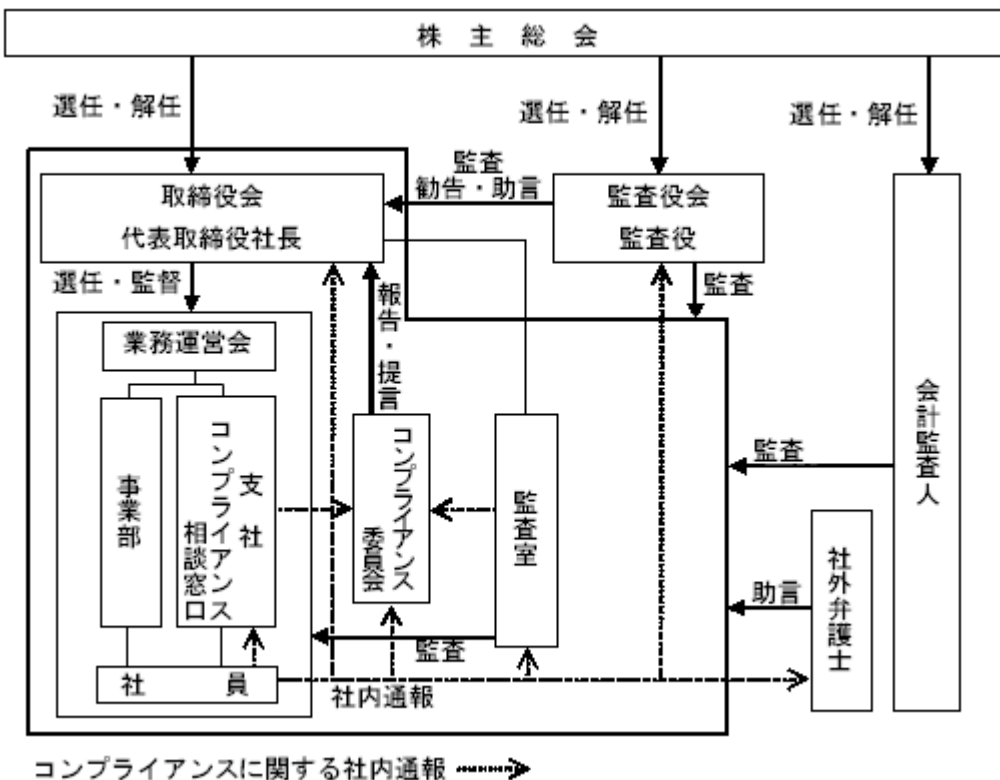 株主総会
選任・解任
選任・解任
選任・解任
監査
勧告・助言
取締役会
代表取締役社長
監査役会
監査役
選任・監督
報告・提言
監査
業務運営会
事業部
支社
コンプライアンス
相談窓口
コンプライアンス
委員会
監査室
会計監査人
監査
社外弁護士
助言
監査
社員
社内通報
コンプライアンスに関する社内通報